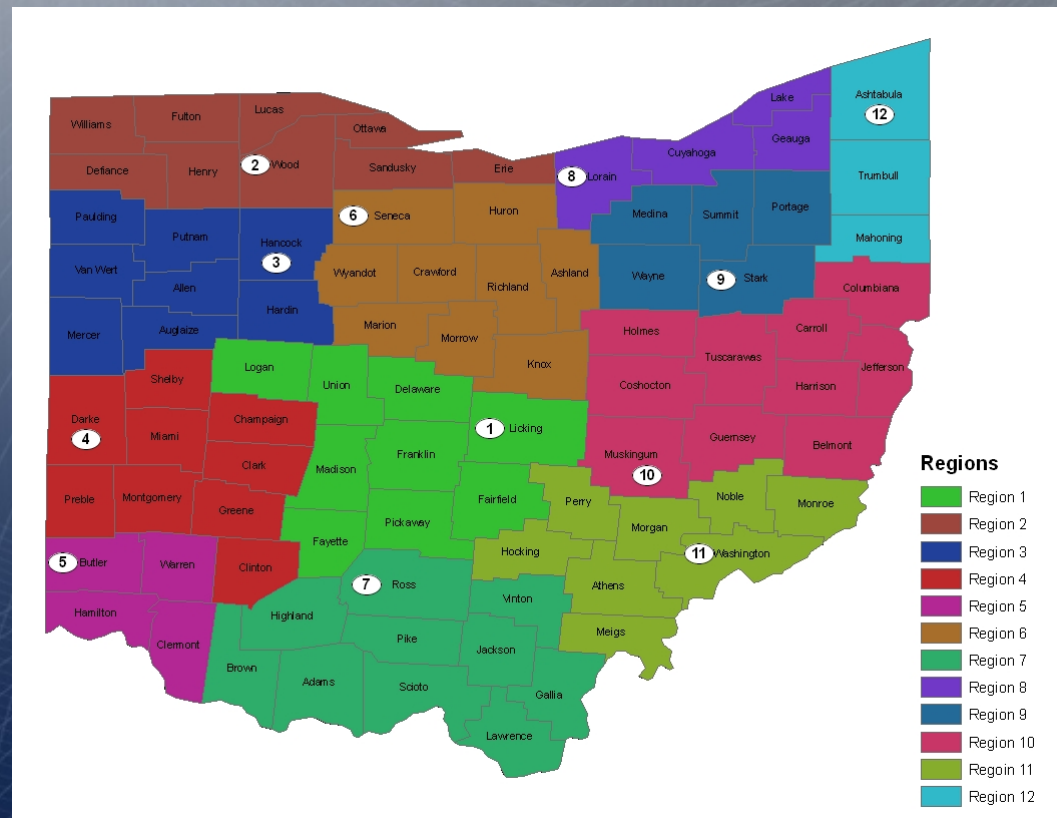 Lake
Ashtabula
12
Lucas
Fulton
Williams
Ottawa
Geauga
Cuyahoga
2 Wood
Sandusky
Erie
Defiance
Henry
8 Lorain
Trumbull
Portage
Huron
Medina
Summit
6 Seneca
Paulding
Putnam
Mahoning
Hancock
3
Van Wert
Wyandot
Crawford
Ashland
Wayne
9 Stark
Richland
Allen
Columbiana
Hardin
Marion
Auglaize
Holmes
Carroll
Mercer
Morrow
Tuscarawas
Knox
Logan
Jefferson
Shelby
Union
Delaware
Coshocton
Harrison
Darke
4
Champaign
1 Licking
Miami
Guernsey
Belmont
Franklin
Muskingum
10
Clark
Madison
Regions
Preble
Montgomery
Fairfield
Perry
Noble
Monroe
Region 1
Greene
Pickaway
Morgan
Region 2
Fayette
Hocking
11 Washington
Region 3
5 Butler
Warren
Clinton
Region 4
7 Ross
Athens
Vinton
Region 5
Hamilton
Highland
Meigs
Region 6
Clermont
Pike
Jackson
Region 7
Brown
Adams
Scioto
Gallia
Region 8
Region 9
Lawrence
Region 10
Regoin 11
Region 12